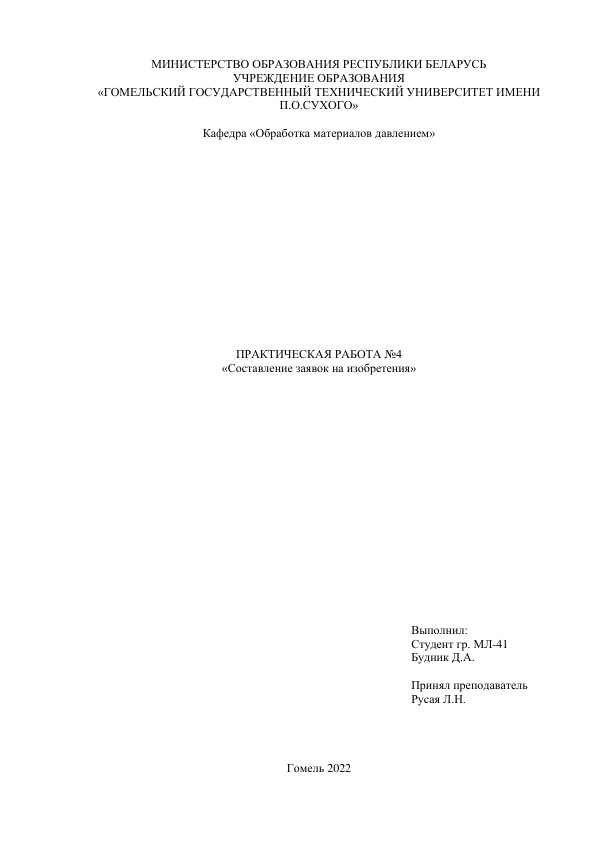 МИНИСТЕРСТВО ОБРАЗОВАНИЯ РЕСПУБЛИКИ БЕЛАРУСЬ
УЧРЕЖДЕНИЕ ОБРАЗОВАНИЯ
«ГОМЕЛЬСКИЙ ГОСУДАРСТВЕННЫЙ ТЕХНИЧЕСКИЙ УНИВЕРСИТЕТ ИМЕНИ
П.О.СУХОГО»
Кафедра «Обработка материалов давлением»
ПРАКТИЧЕСКАЯ РАБОТА №4
«Составление заявок на изобретения»
Выполнил:
Студент гр. МЛ-41
Будник Д.А.
Принял преподаватель
Русая Л.Н.
Гомель 2022